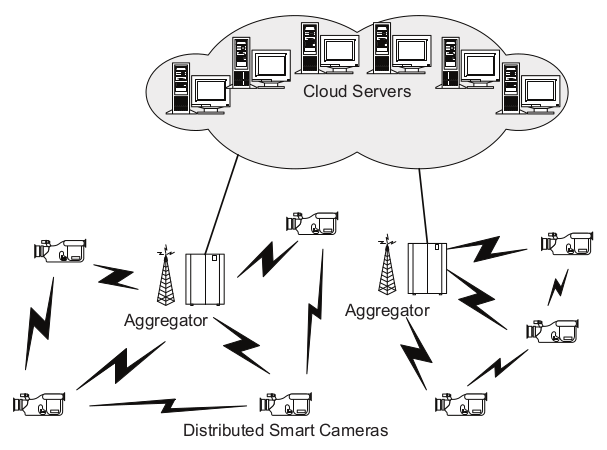 Cloud Servers
Aggregator
Aggregator
Distributed Smart Cameras